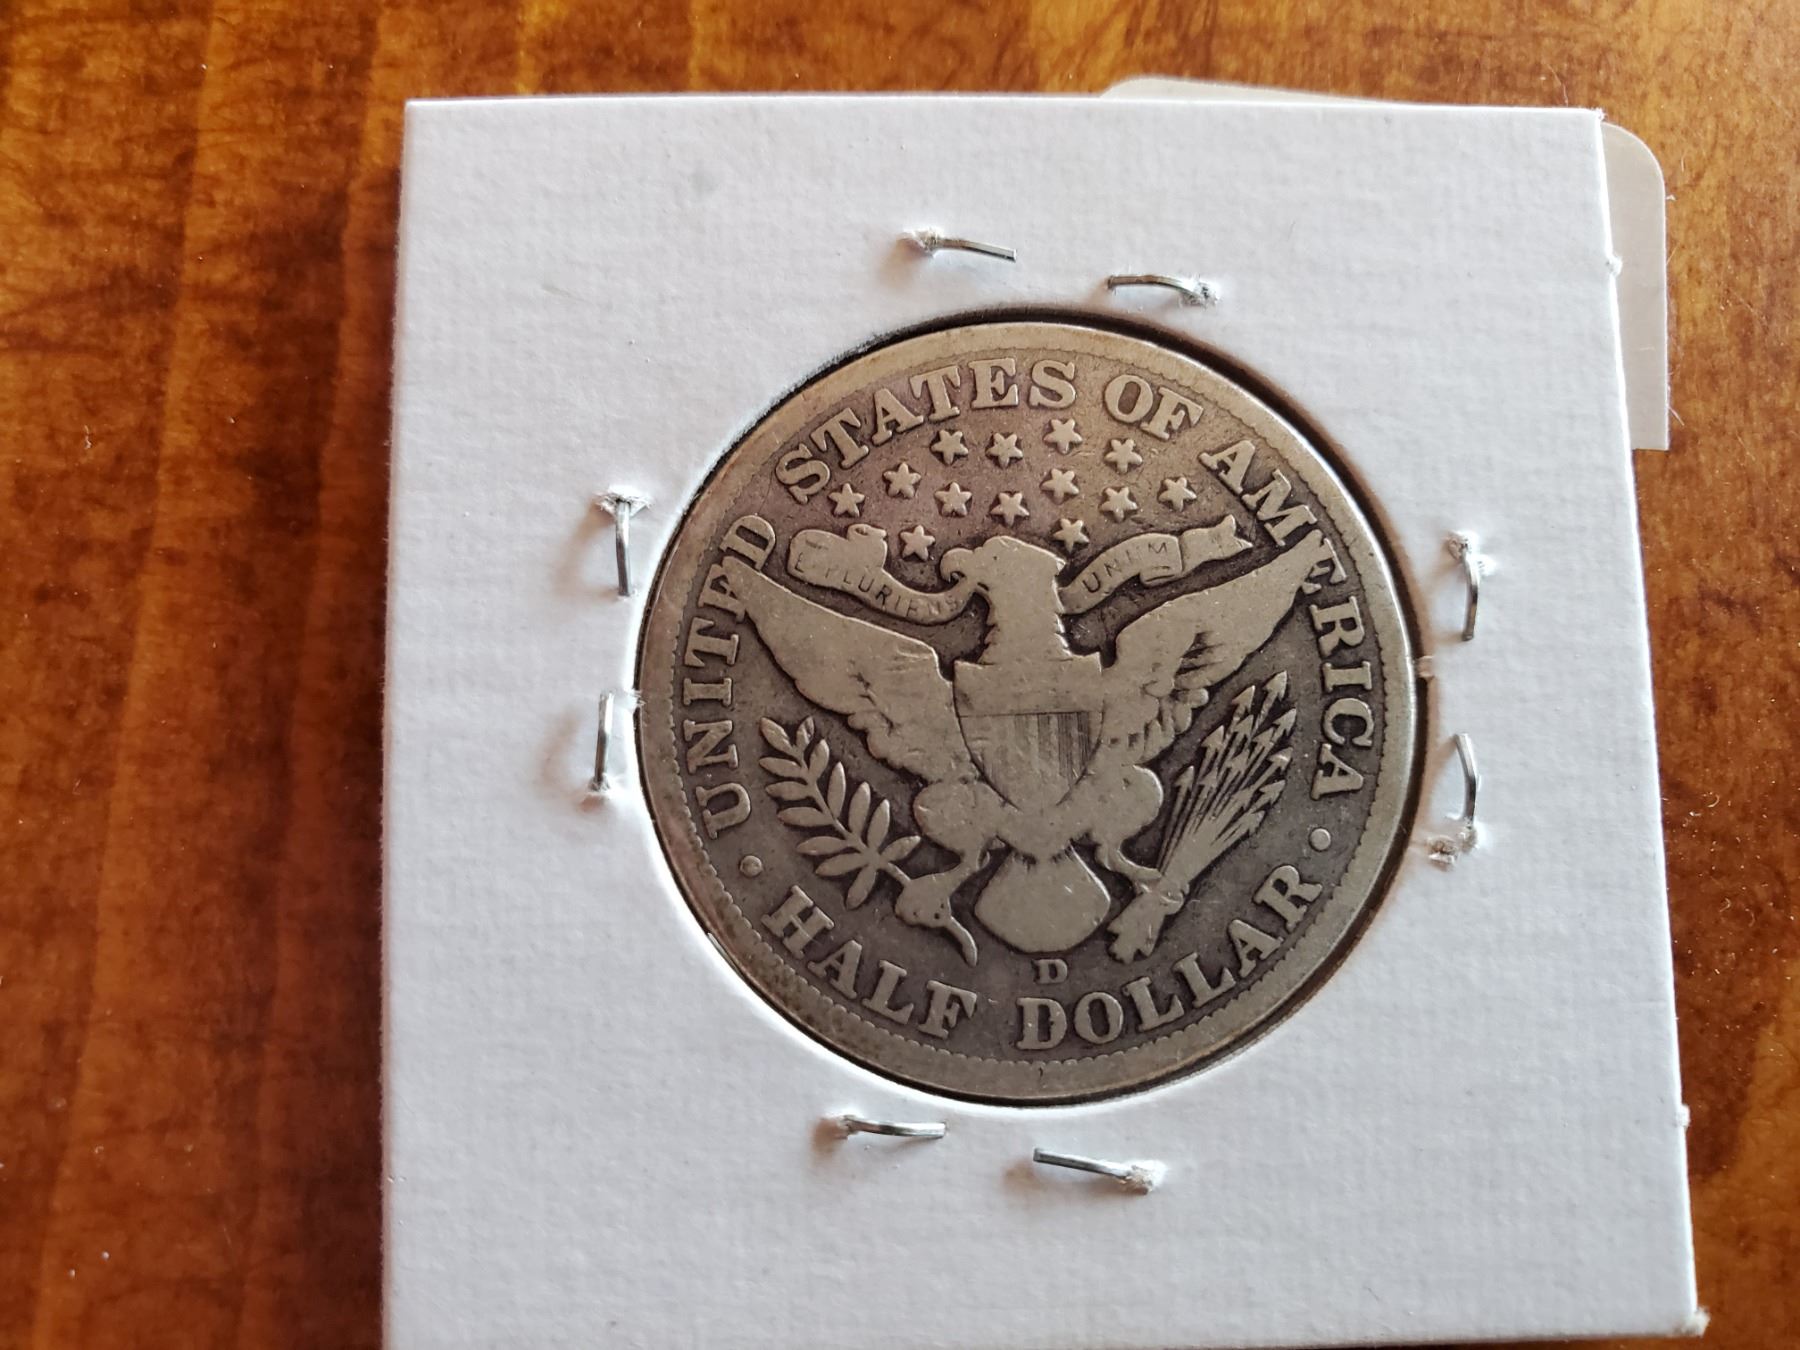 UNITED STATES OF AMERICA
E PLURIBUS UNUM
D
HALF DOLLAR